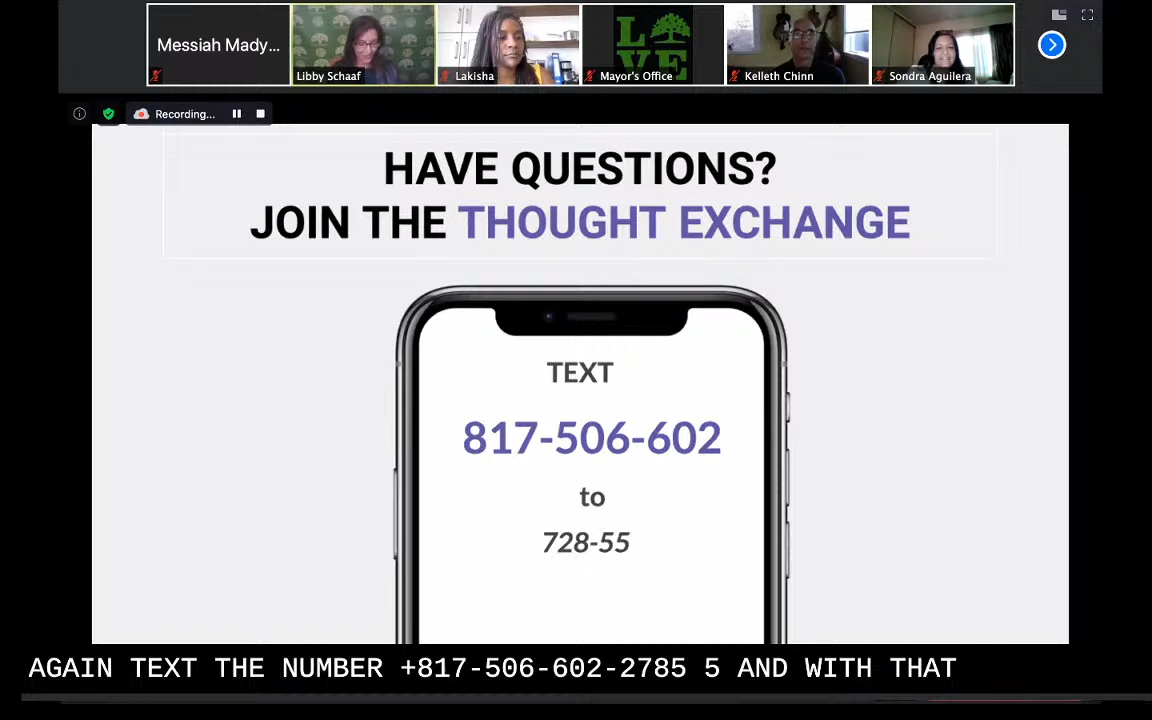 Messiah Mady...
Libby Schaaf
Lakisha
LOVE
Mayor's Office
Kelleth Chinn
Sondra Aguilera
Recording...
HAVE QUESTIONS?
JOIN THE THOUGHT EXCHANGE
TEXT
817-506-602
to
728-55
AGAIN TEXT THE NUMBER +817-506-602-2785 5 AND WITH THAT